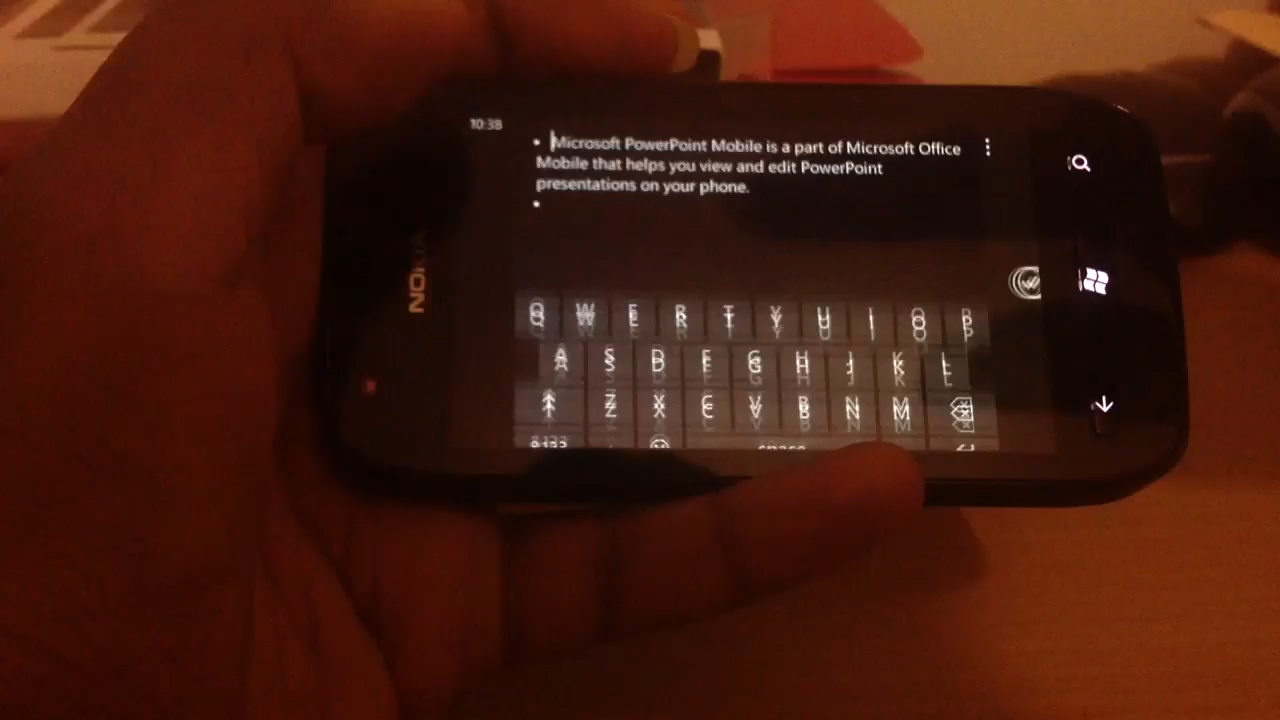 10:38
• Microsoft PowerPoint Mobile is a part of Microsoft Office
Mobile that helps you view and edit PowerPoint
presentations on your phone.
•
NOKIA
Q W E R T Y U I O P
A S D F G H J K L
Z X C V B N M
space